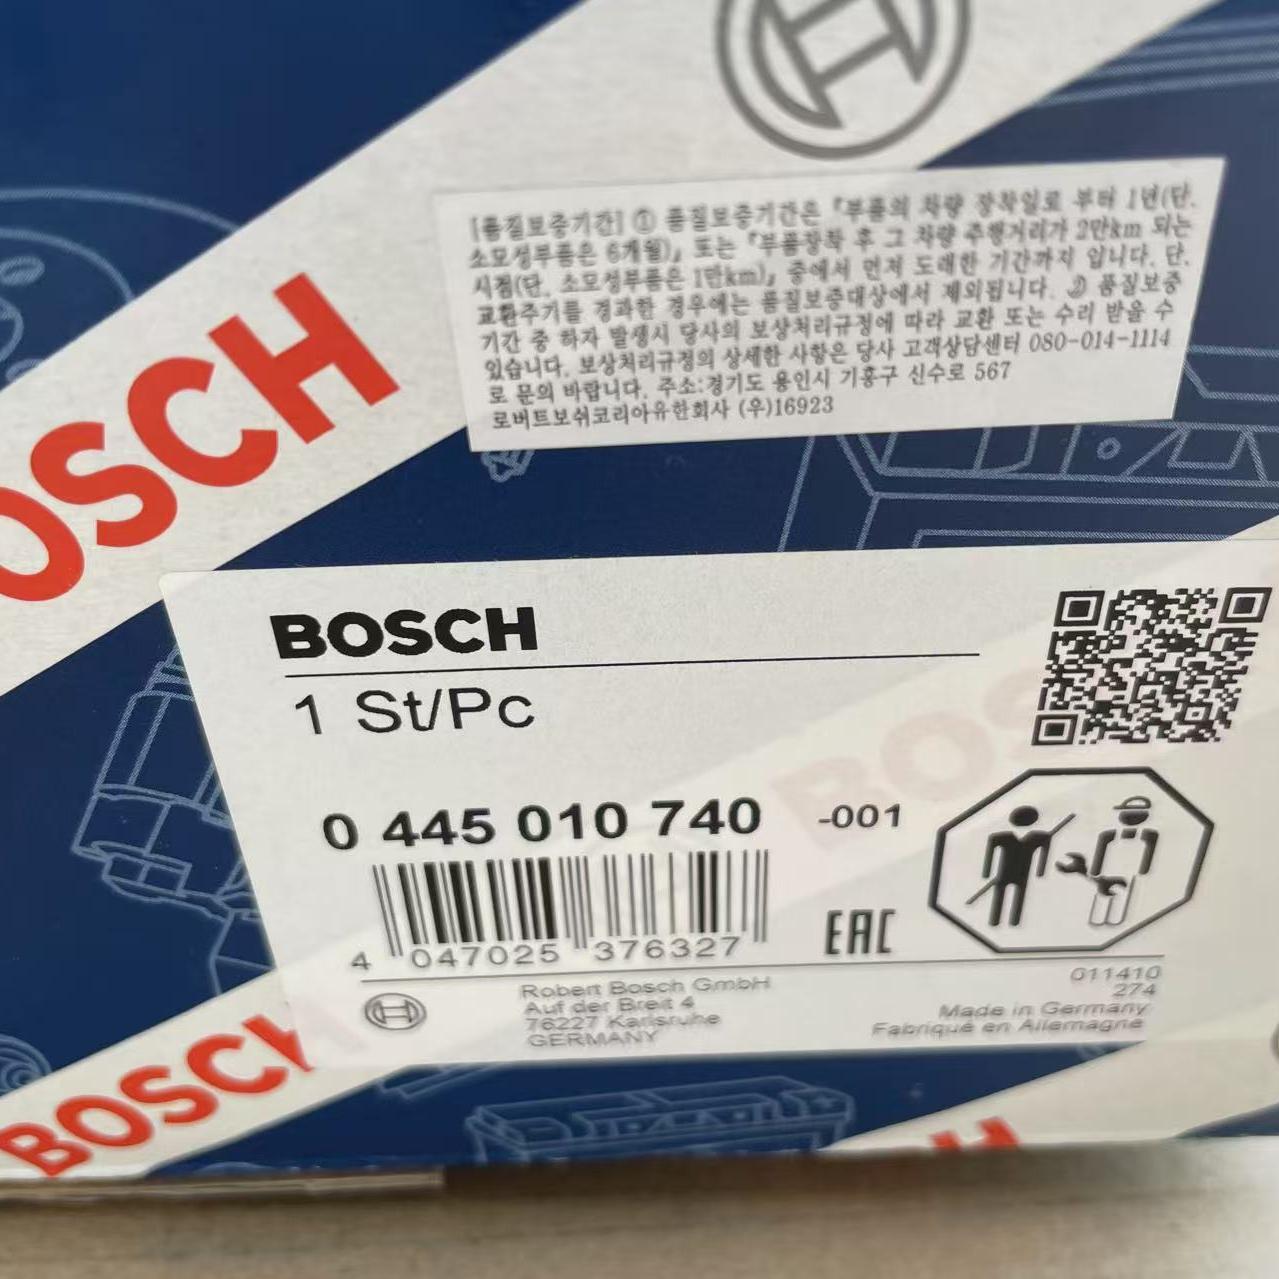 BOSCH
[품질보증기간] ① 품질보증기간은 『부품의 차량 장착일로 부터 1년(단,
소모성부품은 6개월)』 또는 『부품장착 후 그 차량 주행거리가 2만km 되는
시점(단, 소모성부품은 1만km)』 중에서 먼저 도래한 기간까지 입니다. 단,
교환주기를 경과한 경우에는 품질보증대상에서 제외됩니다. ② 품질보증
기간 중 하자 발생시 당사의 보상처리규정에 따라 교환 또는 수리 받을 수
있습니다. 보상처리규정의 상세한 사항은 당사 고객상담센터 080-014-1114
로 문의 바랍니다. 주소:경기도 용인시 기흥구 신수로 567
로버트보쉬코리아유한회사 (우)16923
BOSCH
1 St/Pc
0 445 010 740 -001
4 047025 376327
EAC
Robert Bosch GmbH
Auf der Breit 4
76227 Karlsruhe
GERMANY
011410
274
Made in Germany
Fabriqué en Allemagne
BOSCH